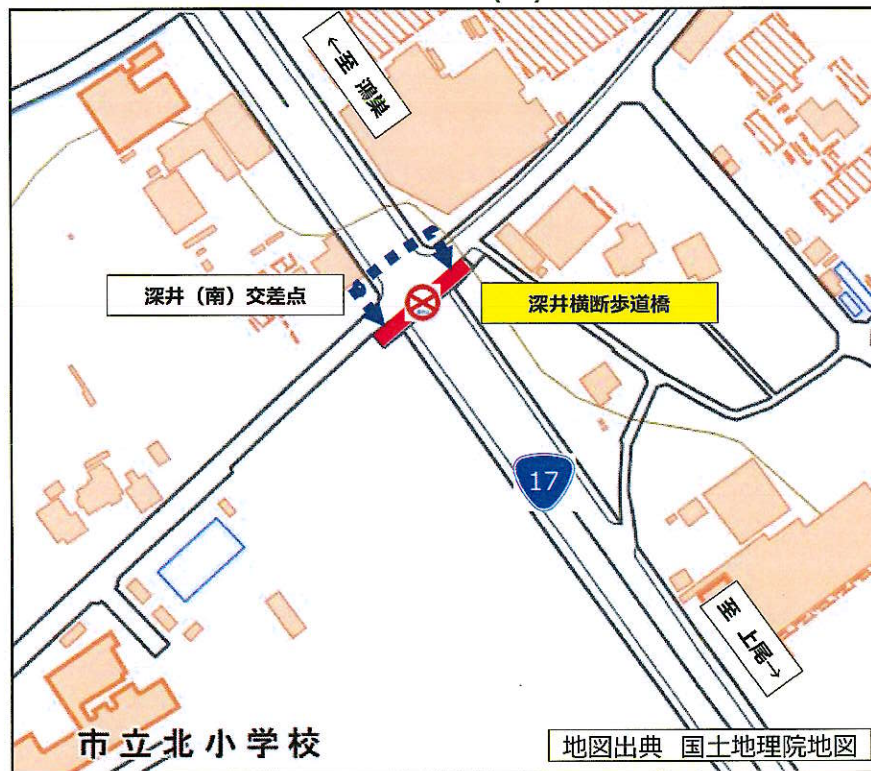 ←至 鴻巣
深井（南）交差点
深井横断歩道橋
17
至 上尾→
市立北小学校
地図出典 国土地理院地図